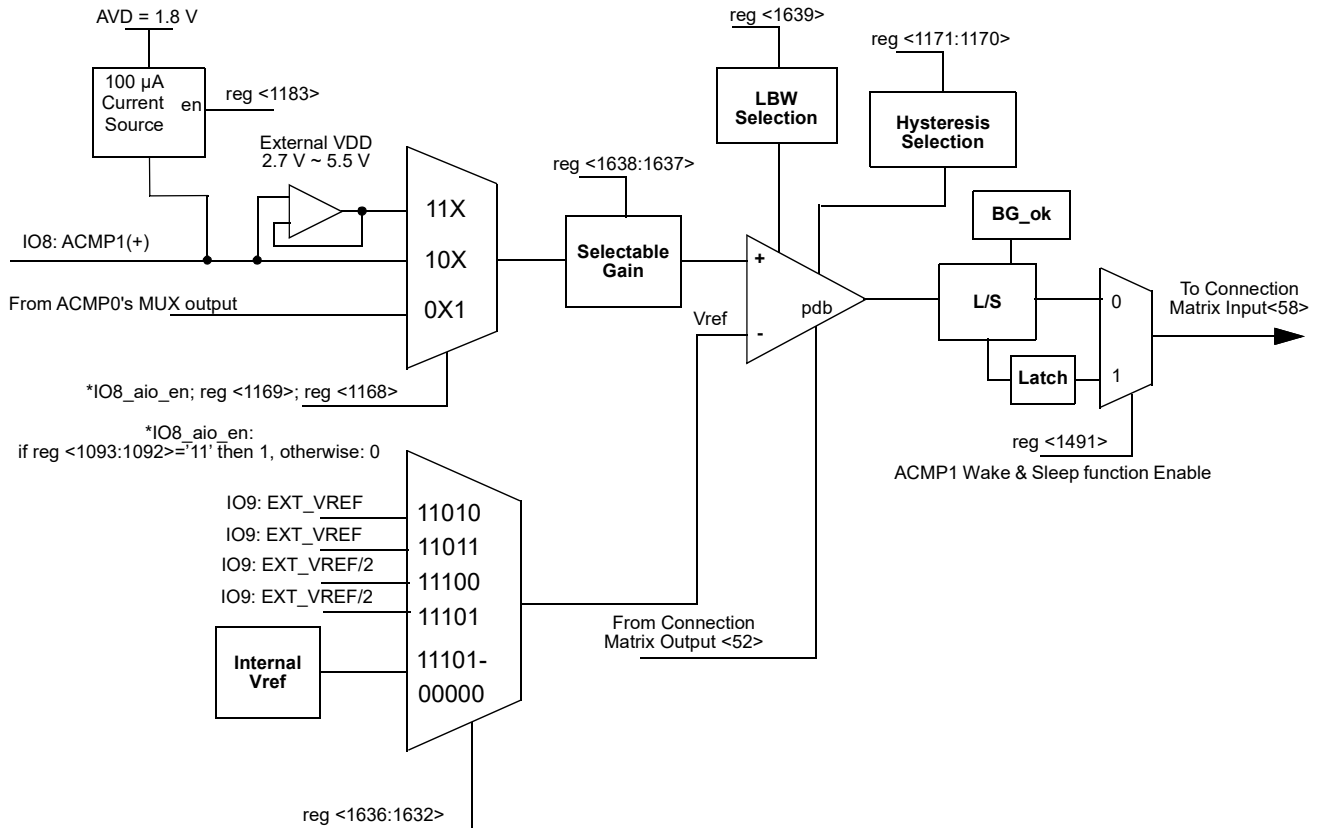 AVD = 1.8 V
100 µA
Current
Source
en
reg <1183>
External VDD
2.7 V ~ 5.5 V
IO8: ACMP1(+)
From ACMP0's MUX output
11X
10X
0X1
*IO8_aio_en; reg <1169>; reg <1168>
*IO8_aio_en:
if reg <1093:1092>='11' then 1, otherwise: 0
reg <1638:1637>
Selectable
Gain
reg <1639>
LBW
Selection
reg <1171:1170>
Hysteresis
Selection
+
-
pdb
Vref
BG_ok
L/S
Latch
0
1
To Connection
Matrix Input<58>
reg <1491>
ACMP1 Wake & Sleep function Enable
IO9: EXT_VREF
IO9: EXT_VREF
IO9: EXT_VREF/2
IO9: EXT_VREF/2
Internal
Vref
11010
11011
11100
11101
11101-
00000
From Connection
Matrix Output <52>
reg <1636:1632>